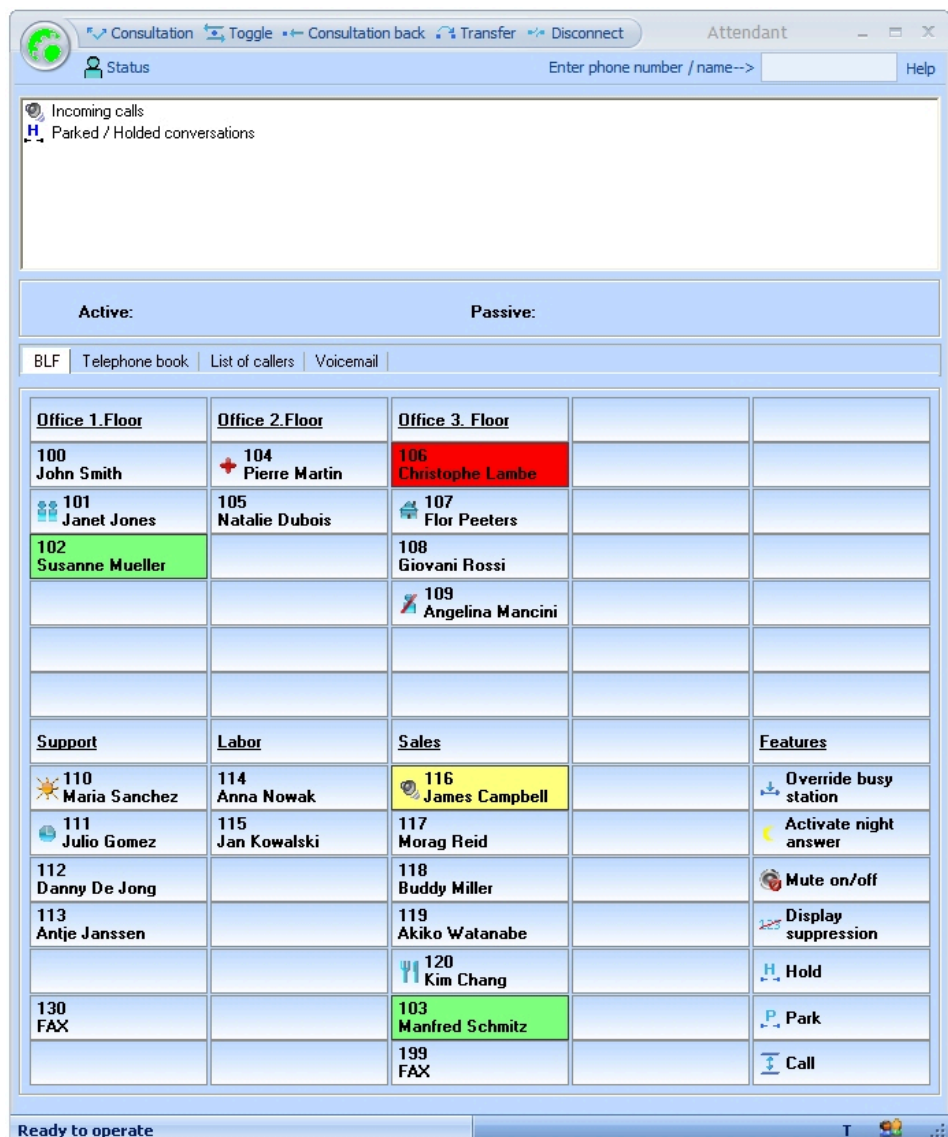 Consultation Toggle Consultation back Transfer Disconnect Attendant
Status Enter phone number / name--> Help
Incoming calls
H Parked / Holded conversations
Active: Passive:
BLF Telephone book List of callers Voicemail
Office 1.Floor Office 2.Floor Office 3. Floor
100 104 106
John Smith Pierre Martin Christophe Lambe
101 105 107
Janet Jones Natalie Dubois Flor Peeters
102 108
Susanne Mueller Giovani Rossi
109
Angelina Mancini
Support Labor Sales Features
110 114 116 Override busy
Maria Sanchez Anna Nowak James Campbell station
111 115 117 Activate night
Julio Gomez Jan Kowalski Morag Reid answer
112 118
Danny De Jong Buddy Miller Mute on/off
113 119 123 Display
Antje Janssen Akiko Watanabe suppression
120 H Hold
Kim Chang
130 103 P Park
FAX Manfred Schmitz
199 Call
FAX
Ready to operate T